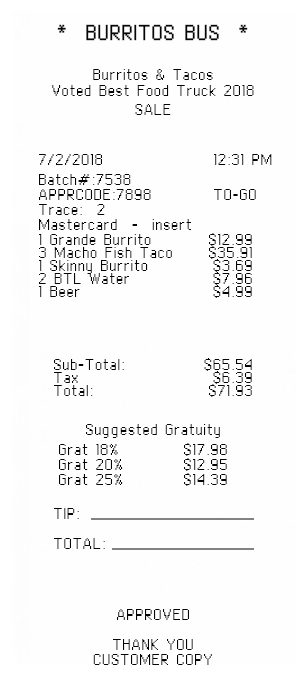 * BURRITOS BUS *
Burritos & Tacos
Voted Best Food Truck 2018
SALE
7/2/2018 12:31 PM
Batch#:7538
APPRCODE:7898 TO-GO
Trace: 2
Mastercard - insert
1 Grande Burrito $12.99
3 Macho Fish Taco $35.91
1 Skinny Burrito $3.69
2 BTL Water $7.96
1 Beer $4.99
Sub-Total: $65.54
Tax $6.39
Total: $71.93
Suggested Gratuity
Grat 18% $17.98
Grat 20% $12.95
Grat 25% $14.39
TIP:
TOTAL:
APPROVED
THANK YOU
CUSTOMER COPY